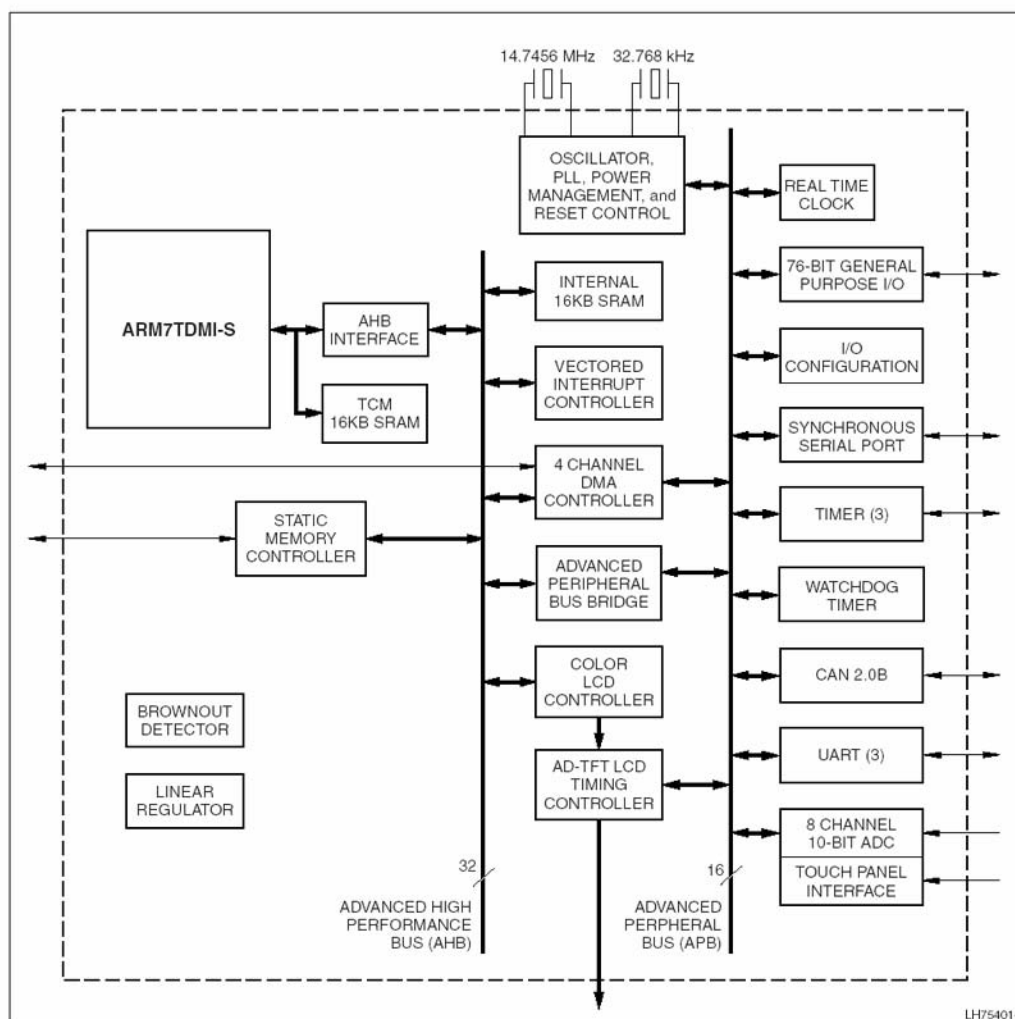 14.7456 MHz
32.768 kHz
OSCILLATOR,
PLL, POWER
MANAGEMENT, and
RESET CONTROL
REAL TIME
CLOCK
ARM7TDMI-S
AHB
INTERFACE
TCM
16KB SRAM
INTERNAL
16KB SRAM
76-BIT GENERAL
PURPOSE I/O
VECTORED
INTERRUPT
CONTROLLER
I/O
CONFIGURATION
4 CHANNEL
DMA
CONTROLLER
SYNCHRONOUS
SERIAL PORT
STATIC
MEMORY
CONTROLLER
TIMER (3)
ADVANCED
PERIPHERAL
BUS BRIDGE
WATCHDOG
TIMER
COLOR
LCD
CONTROLLER
CAN 2.0B
BROWNOUT
DETECTOR
AD-TFT LCD
TIMING
CONTROLLER
UART (3)
LINEAR
REGULATOR
8 CHANNEL
10-BIT ADC
TOUCH PANEL
INTERFACE
32
ADVANCED HIGH
PERFORMANCE
BUS (AHB)
16
ADVANCED
PERPHERAL
BUS (APB)
LH75401